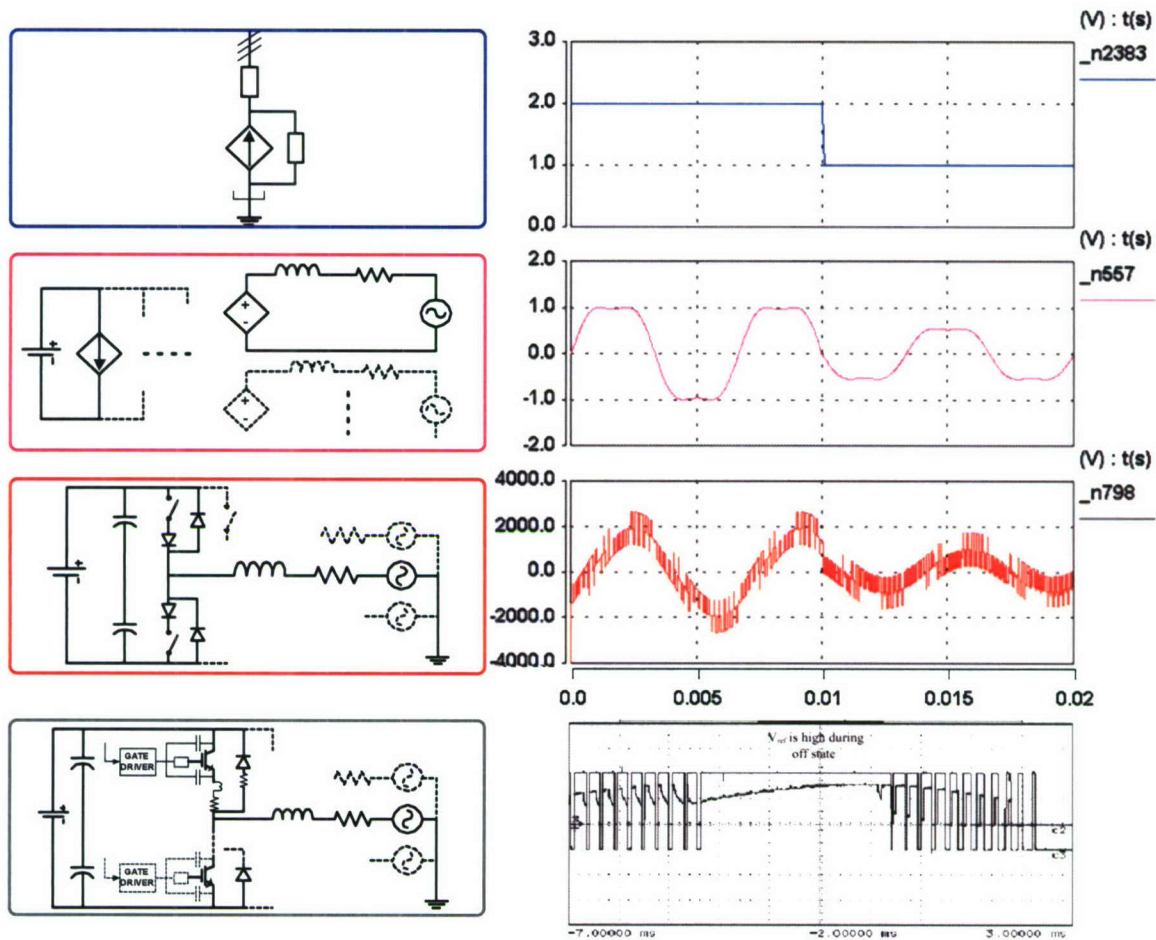 (V) : t(s)
_n2383
3.0
2.0
1.0
0.0
(V) : t(s)
_n557
2.0
1.0
0.0
-1.0
-2.0
+
-
+
-
+
(V) : t(s)
_n798
4000.0
2000.0
0.0
-2000.0
-4000.0
+
0.0 0.005 0.01 0.015 0.02
GATE DRIVER
GATE DRIVER
+
V_ref is high during
off state
c2
c3
-7.00000 ms -2.00000 ms 3.00000 ms